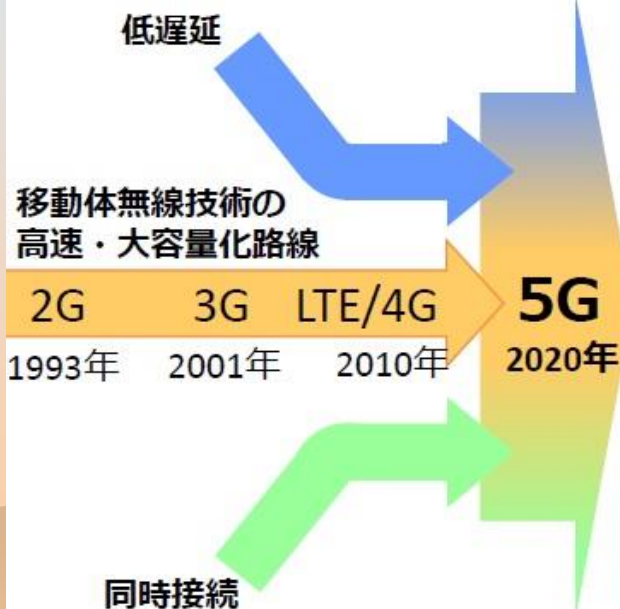 低遅延
移動体無線技術の
高速・大容量化路線
2G 3G LTE/4G 5G
1993年 2001年 2010年 2020年
同時接続